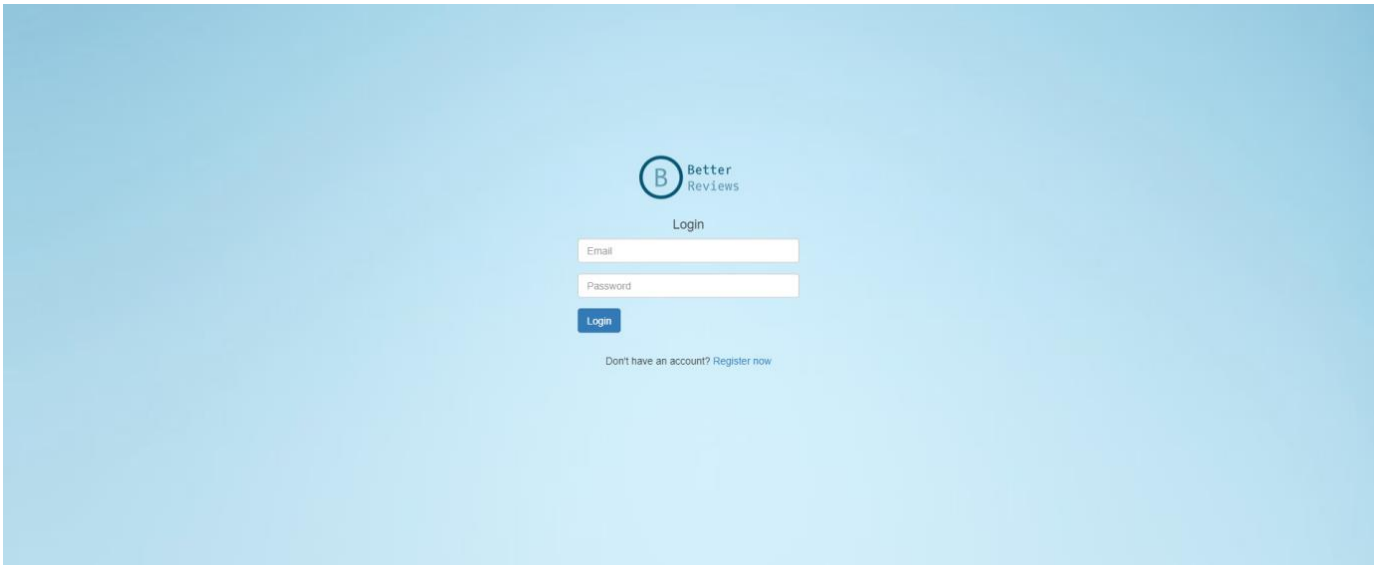 B
Better
Reviews
Login
Email
Password
Login
Don't have an account? Register now